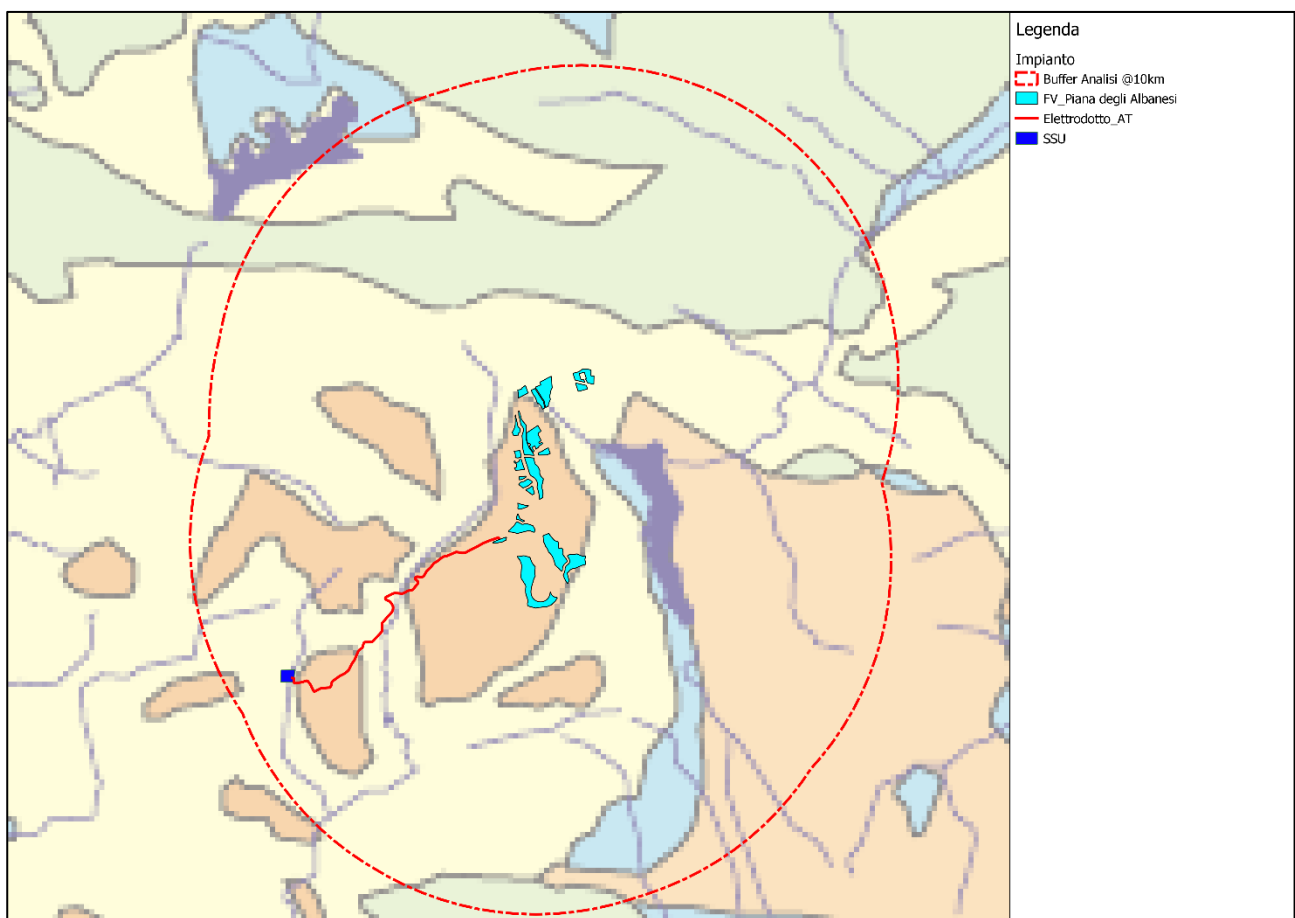 Legenda
Impianto
Buffer Analisi @10km
FV_Piana degli Albanesi
Elettrodotto_AT
SSU